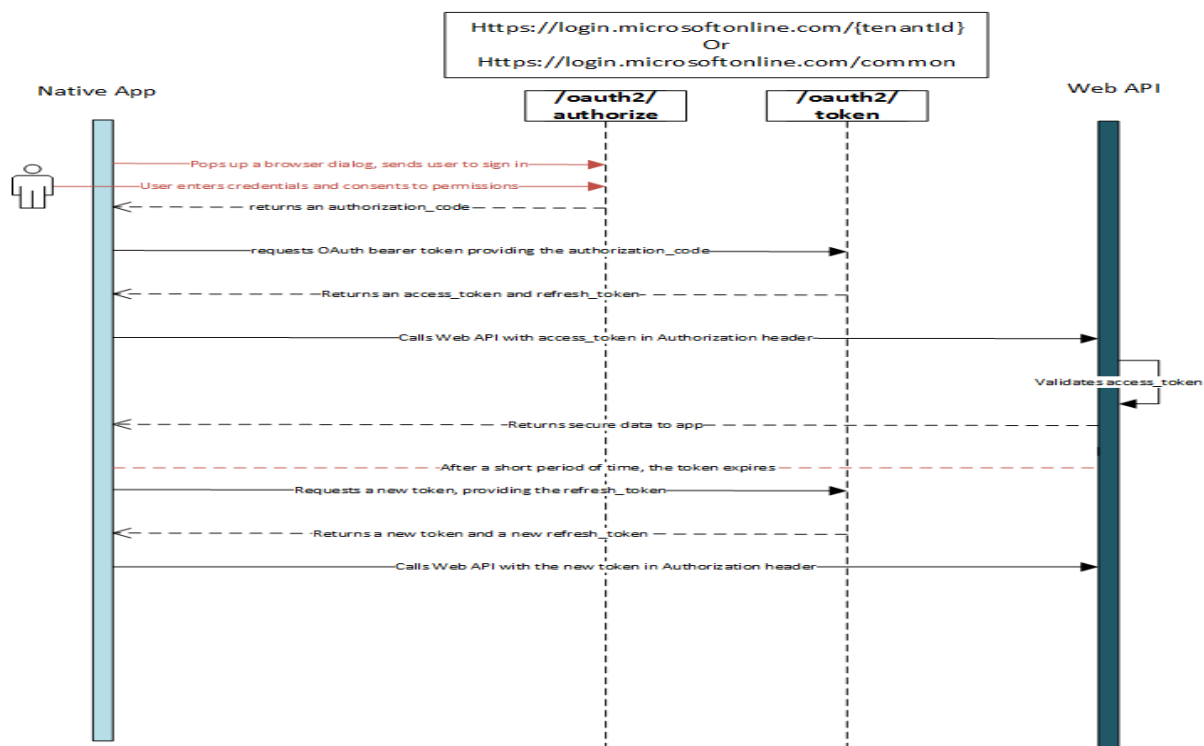 Https://login.microsoftonline.com/{tenantId}
Or
Https://login.microsoftonline.com/common
Native App
Web API
/oauth2/
authorize
/oauth2/
token
Pops up a browser dialog, sends user to sign in
User enters credentials and consents to permissions
returns an authorization_code
requests OAuth bearer token providing the authorization_code
Returns an access_token and refresh_token
Calls Web API with access_token in Authorization header
Validates access_token
Returns secure data to app
After a short period of time, the token expires
Requests a new token, providing the refresh_token
Returns a new token and a new refresh_token
Calls Web API with the new token in Authorization header